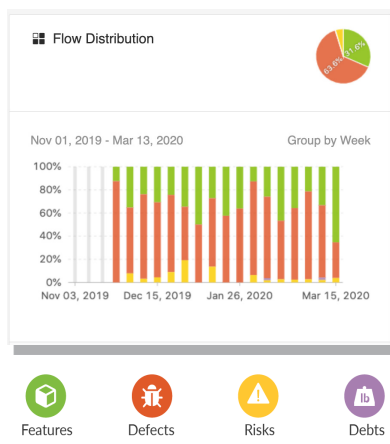 Flow Distribution
63.6%
31.6%
Nov 01, 2019 - Mar 13, 2020
Group by Week
100%
80%
60%
40%
20%
0%
Nov 03, 2019
Dec 15, 2019
Jan 26, 2020
Mar 15, 2020
lb
Features
Defects
Risks
Debts